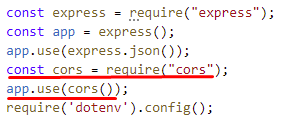 const express = require("express");
const app = express();
app.use(express.json());
const cors = require("cors");
app.use(cors());
require('dotenv').config();